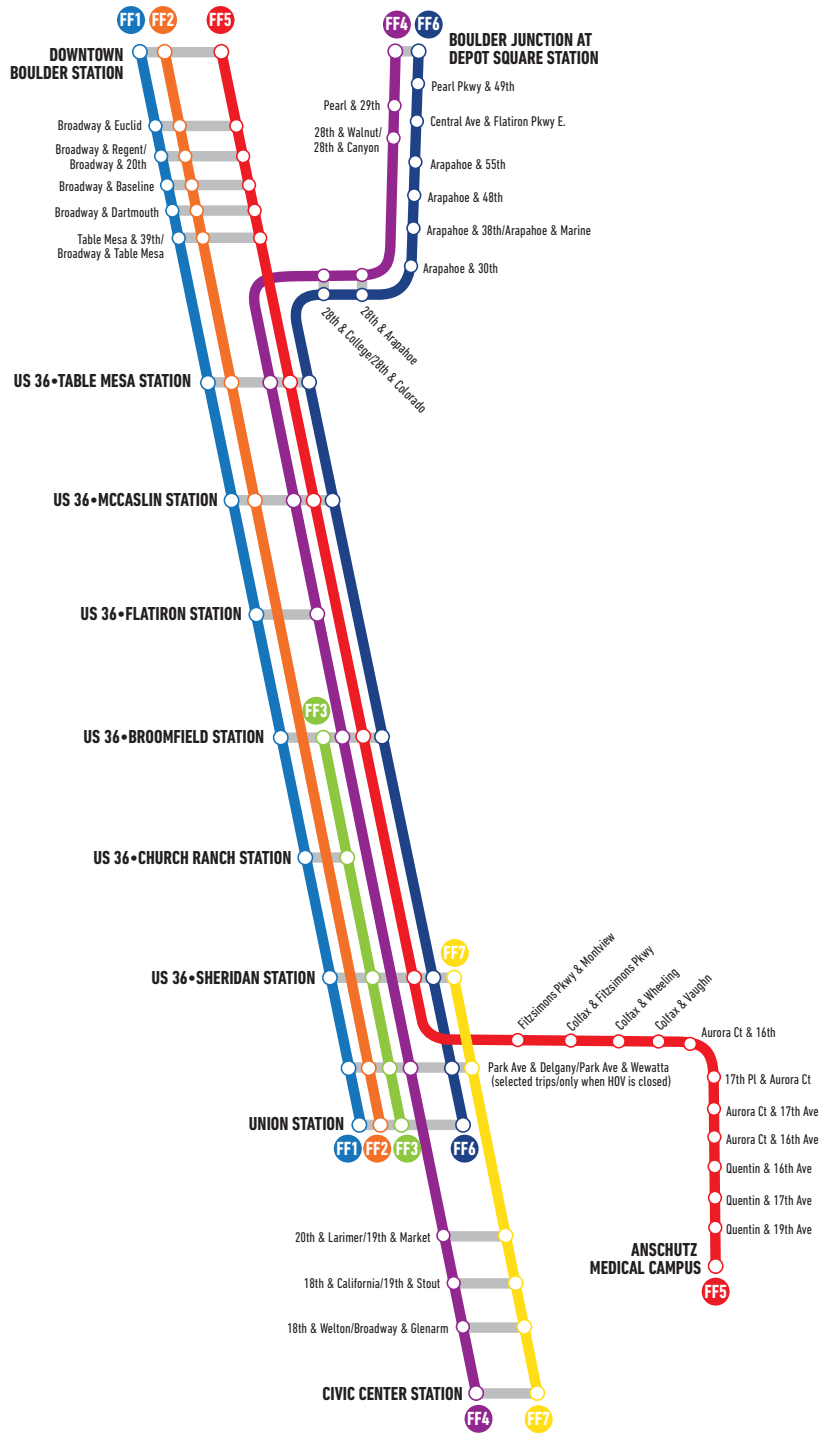 FF1
FF2
FF5
FF4
FF6
DOWNTOWN
BOULDER STATION
BOULDER JUNCTION AT
DEPOT SQUARE STATION
Pearl Pkwy & 49th
Pearl & 29th
Central Ave & Flatiron Pkwy E.
28th & Walnut/
28th & Canyon
Broadway & Euclid
Broadway & Regent/
Broadway & 20th
Arapahoe & 55th
Broadway & Baseline
Arapahoe & 48th
Broadway & Dartmouth
Arapahoe & 38th/Arapahoe & Marine
Table Mesa & 39th/
Broadway & Table Mesa
Arapahoe & 30th
28th & Arapahoe
28th & College/28th & Colorado
US 36•TABLE MESA STATION
US 36•MCCASLIN STATION
US 36•FLATIRON STATION
FF3
US 36•BROOMFIELD STATION
US 36•CHURCH RANCH STATION
FF7
US 36•SHERIDAN STATION
Fitzsimons Pkwy & Montview
Colfax & Fitzsimons Pkwy
Colfax & Wheeling
Colfax & Vaughn
Aurora Ct & 16th
Park Ave & Delgany/Park Ave & Wewatta
(selected trips/only when HOV is closed)
17th Pl & Aurora Ct
Aurora Ct & 17th Ave
Aurora Ct & 16th Ave
Quentin & 16th Ave
Quentin & 17th Ave
Quentin & 19th Ave
UNION STATION
FF1
FF2
FF3
FF6
20th & Larimer/19th & Market
ANSCHUTZ
MEDICAL CAMPUS
FF5
18th & California/19th & Stout
18th & Welton/Broadway & Glenarm
CIVIC CENTER STATION
FF4
FF7